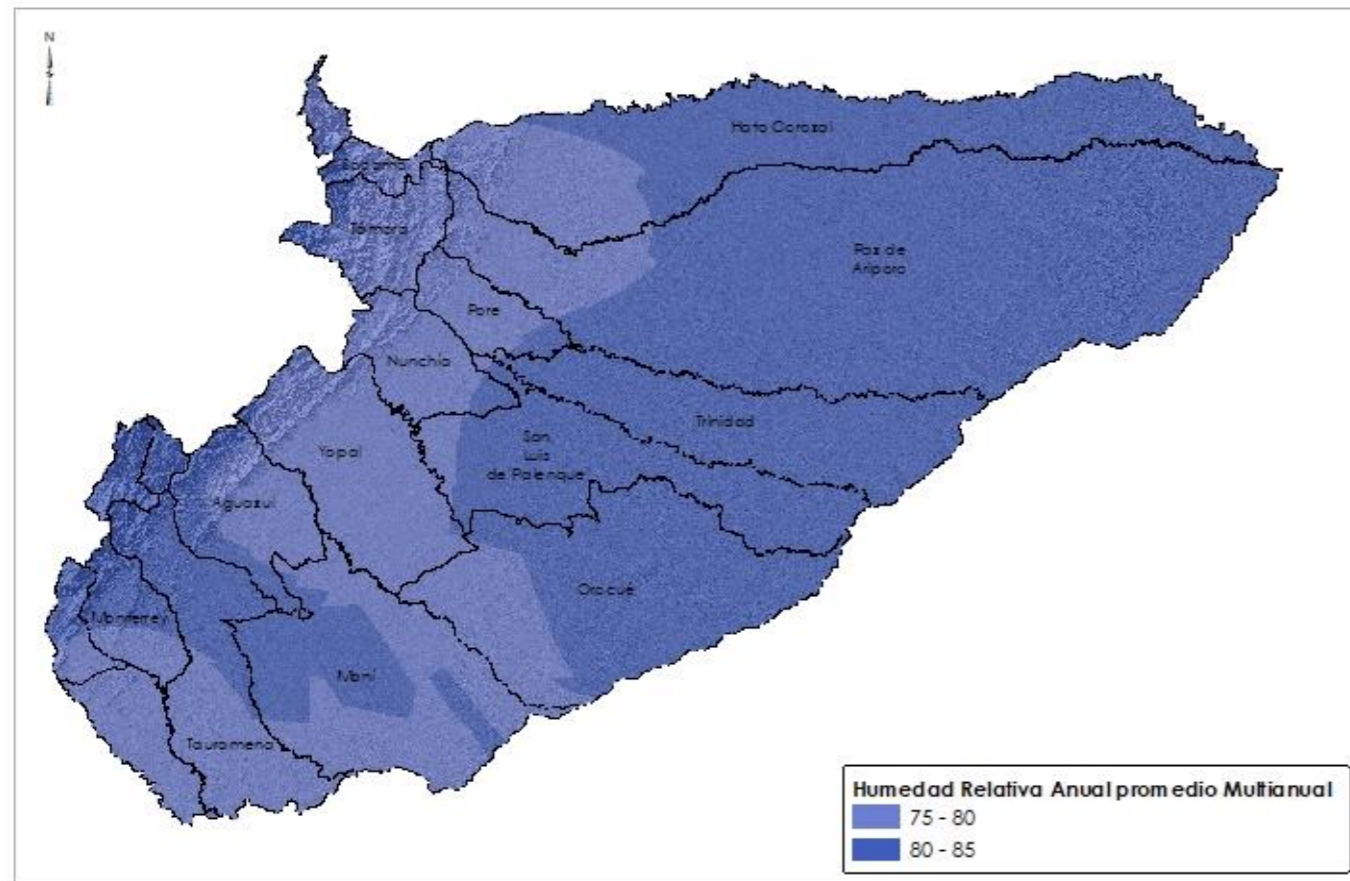 N
Hato Corozal
Támara
Paz de
Ariporo
Pore
Nunchía
Trinidad
San
Luis
de Palenque
Yopal
Aguazul
Orocué
Monterrey
Maní
Tauramena
Humedad Relativa Anual promedio Multianual
75 - 80
80 - 85